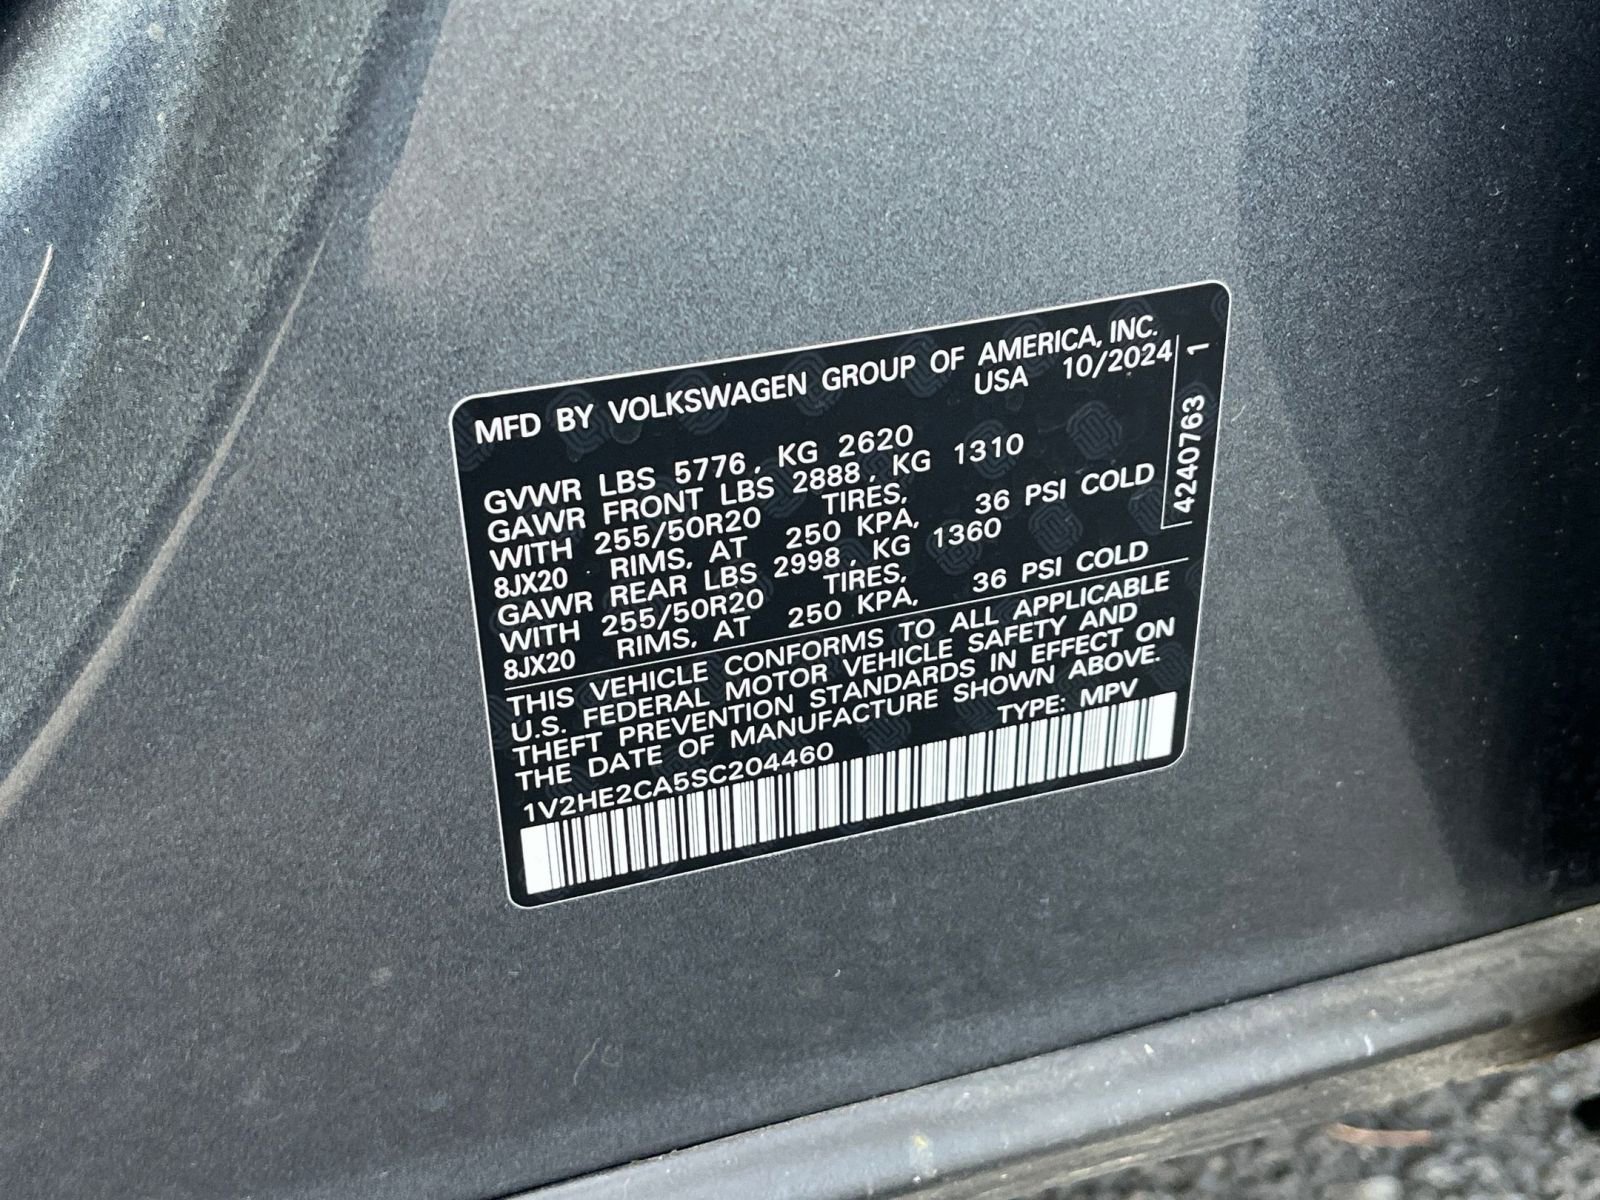 MFD BY VOLKSWAGEN GROUP OF AMERICA, INC.
USA 10/2024
GVWR LBS 5776, KG 2620
GAWR FRONT LBS 2888, KG 1310
WITH 255/50R20 TIRES,
8JX20 RIMS, AT 250 KPA, 36 PSI COLD
GAWR REAR LBS 2998, KG 1360
WITH 255/50R20 TIRES,
8JX20 RIMS, AT 250 KPA, 36 PSI COLD
THIS VEHICLE CONFORMS TO ALL APPLICABLE
U.S. FEDERAL MOTOR VEHICLE SAFETY AND
THEFT PREVENTION STANDARDS IN EFFECT ON
THE DATE OF MANUFACTURE SHOWN ABOVE.
1V2HE2CA5SC204460 TYPE: MPV
4240763 1